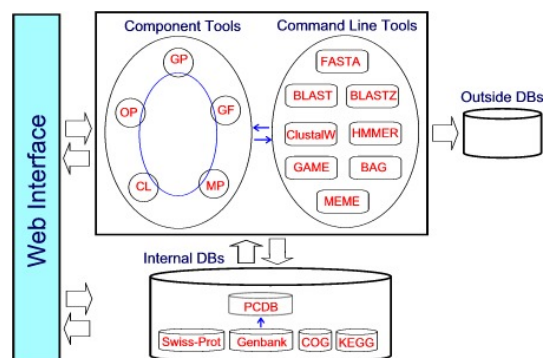 Component Tools
Command Line Tools
GP
OP
GF
CL
MP
FASTA
BLAST
BLASTZ
ClustalW
HMMER
GAME
BAG
MEME
Outside DBs
Web Interface
Internal DBs
PCDB
Swiss-Prot
Genbank
COG
KEGG